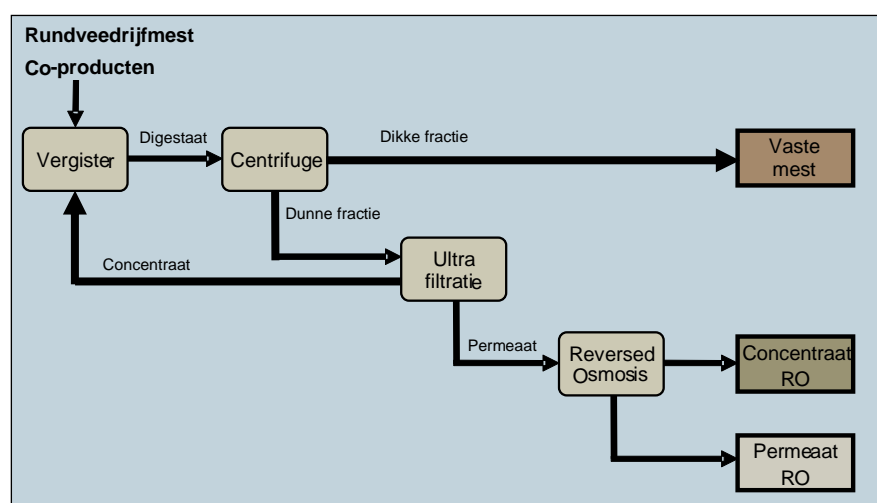 Rundveedrijfmest
Co-producten
Vergister
Digestaat
Centrifuge
Dikke fractie
Vaste
mest
Dunne fractie
Concentraat
Ultra
filtratie
Permeaat
Reversed
Osmosis
Concentraat
RO
Permeaat
RO